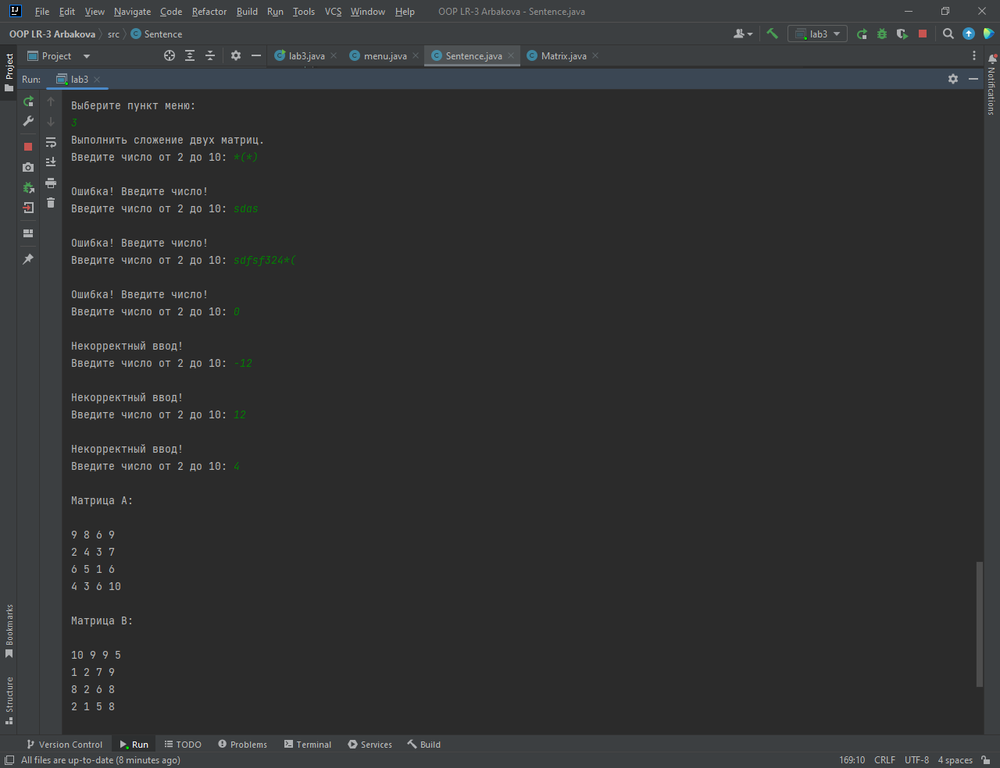 File Edit View Navigate Code Refactor Build Run Tools VCS Window Help OOP LR-3 Arbakova - Sentence.java
OOP LR-3 Arbakova src Sentence lab3
Project lab3.java menu.java Sentence.java Matrix.java
Run: lab3
Project
Notifications
Выберите пункт меню:
3
Выполнить сложение двух матриц.
Введите число от 2 до 10: *(*)
Ошибка! Введите число!
Введите число от 2 до 10: sdas
Ошибка! Введите число!
Введите число от 2 до 10: sdfsf324*(
Ошибка! Введите число!
Введите число от 2 до 10: 0
Некорректный ввод!
Введите число от 2 до 10: -12
Некорректный ввод!
Введите число от 2 до 10: 12
Некорректный ввод!
Введите число от 2 до 10: 4
Матрица A:
9 8 6 9
2 4 3 7
6 5 1 6
4 3 6 10
Матрица B:
10 9 9 5
1 2 7 9
8 2 6 8
2 1 5 8
Bookmarks
Structure
Version Control Run TODO Problems Terminal Services Build
All files are up-to-date (8 minutes ago) 169:10 CRLF UTF-8 4 spaces